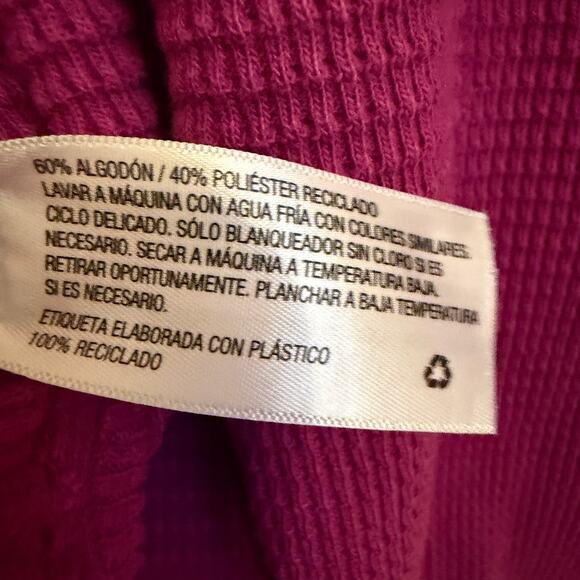 60% ALGODÓN / 40% POLIÉSTER RECICLADO
LAVAR A MÁQUINA CON AGUA FRÍA CON COLORES SIMILARES.
CICLO DELICADO. SÓLO BLANQUEADOR SIN CLORO SI ES
NECESARIO. SECAR A MÁQUINA A TEMPERATURA BAJA.
RETIRAR OPORTUNAMENTE. PLANCHAR A BAJA TEMPERATURA
SI ES NECESARIO.
ETIQUETA ELABORADA CON PLÁSTICO
100% RECICLADO